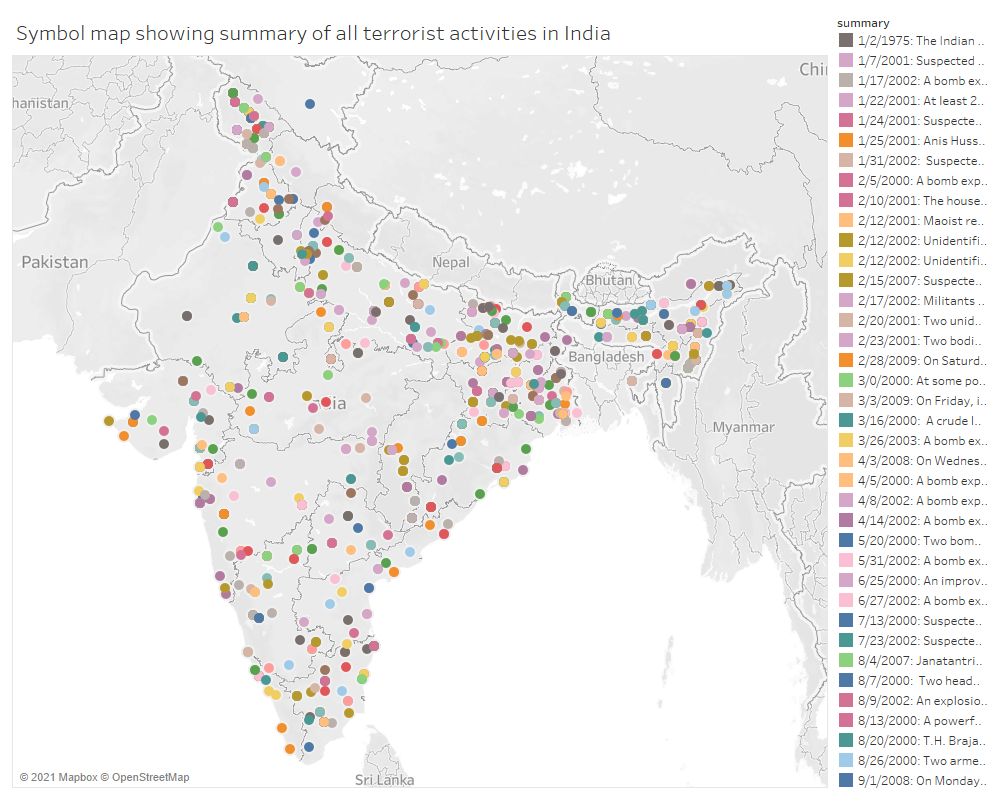 Symbol map showing summary of all terrorist activities in India
summary
1/2/1975: The Indian ..
1/7/2001: Suspected ..
1/17/2002: A bomb ex..
1/22/2001: At least 2..
1/24/2001: Suspecte..
1/25/2001: Anis Huss..
1/31/2002:  Suspecte..
2/5/2000: A bomb exp..
2/10/2001: The house..
2/12/2001: Maoist re..
2/12/2002: Unidentifi..
2/12/2002: Unidentifi..
2/15/2007: Suspecte..
2/17/2002: Militants ..
2/20/2001: Two unid..
2/23/2001: Two bodi..
2/28/2009: On Saturd..
3/0/2000: At some po..
3/3/2009: On Friday, i..
3/16/2000:  A crude I..
3/26/2003: A bomb ex..
4/3/2008: On Wednes..
4/5/2000: A bomb exp..
4/8/2002: A bomb exp..
4/14/2002: A bomb ex..
5/20/2000: Two bom..
5/31/2002: A bomb ex..
6/25/2000: An improv..
6/27/2002: A bomb ex..
7/13/2000: Suspecte..
7/23/2002: Suspecte..
8/4/2007: Janatantri..
8/7/2000:  Two head..
8/9/2002: An explosio..
8/13/2000: A powerf..
8/20/2000: T.H. Braja..
8/26/2000: Two arme..
9/1/2008: On Monday..
Chi
hanistan
Pakistan
Nepal
Bhutan
Bangladesh
ia
Myanmar
Sri Lanka
© 2021 Mapbox © OpenStreetMap